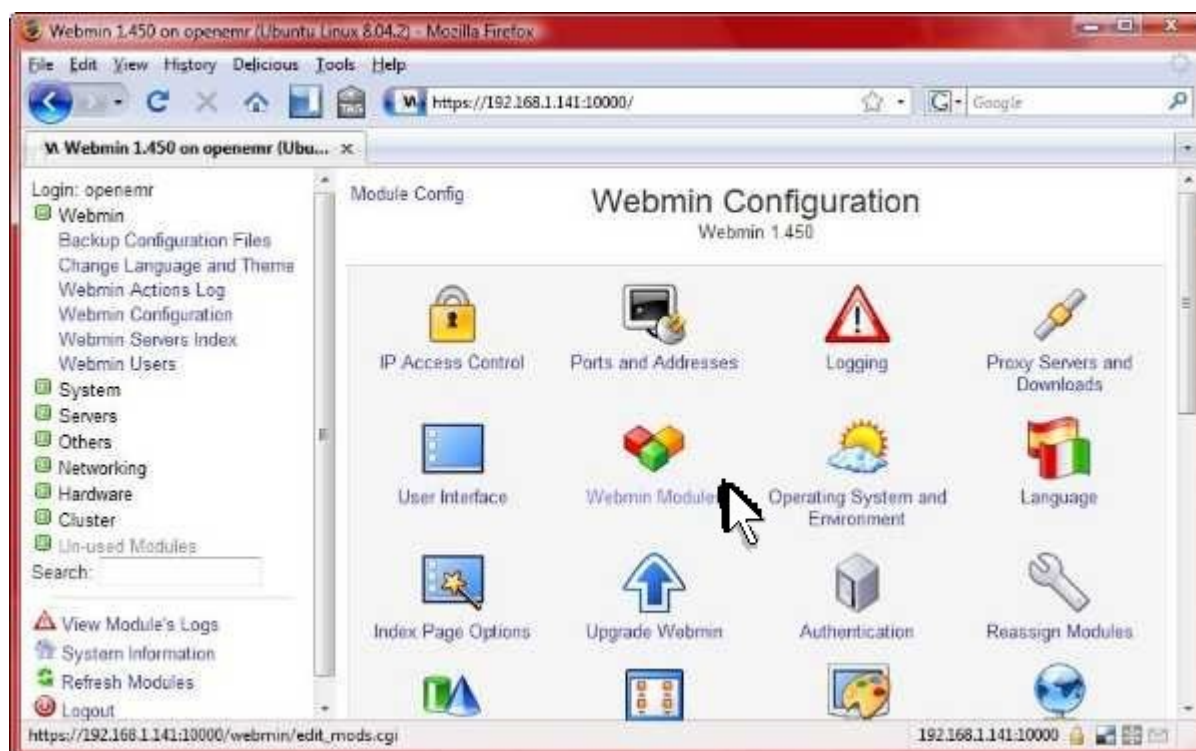 Webmin 1.450 on openemr (Ubuntu Linux 8.04.2) - Mozilla Firefox
File Edit View History Delicious Tools Help
https://192.168.1.141:10000/
Google
Webmin 1.450 on openemr (Ubu...
Login: openemr
Webmin
Backup Configuration Files
Change Language and Theme
Webmin Actions Log
Webmin Configuration
Webmin Servers Index
Webmin Users
System
Servers
Others
Networking
Hardware
Cluster
Un-used Modules
Search:
View Module's Logs
System Information
Refresh Modules
Logout
Module Config
Webmin Configuration
Webmin 1.450
IP Access Control
Ports and Addresses
Logging
Proxy Servers and
Downloads
User Interface
Webmin Modules
Operating System and
Environment
Language
Index Page Options
Upgrade Webmin
Authentication
Reassign Modules
https://192.168.1.141:10000/webmin/edit_mods.cgi
192.168.1.141:10000